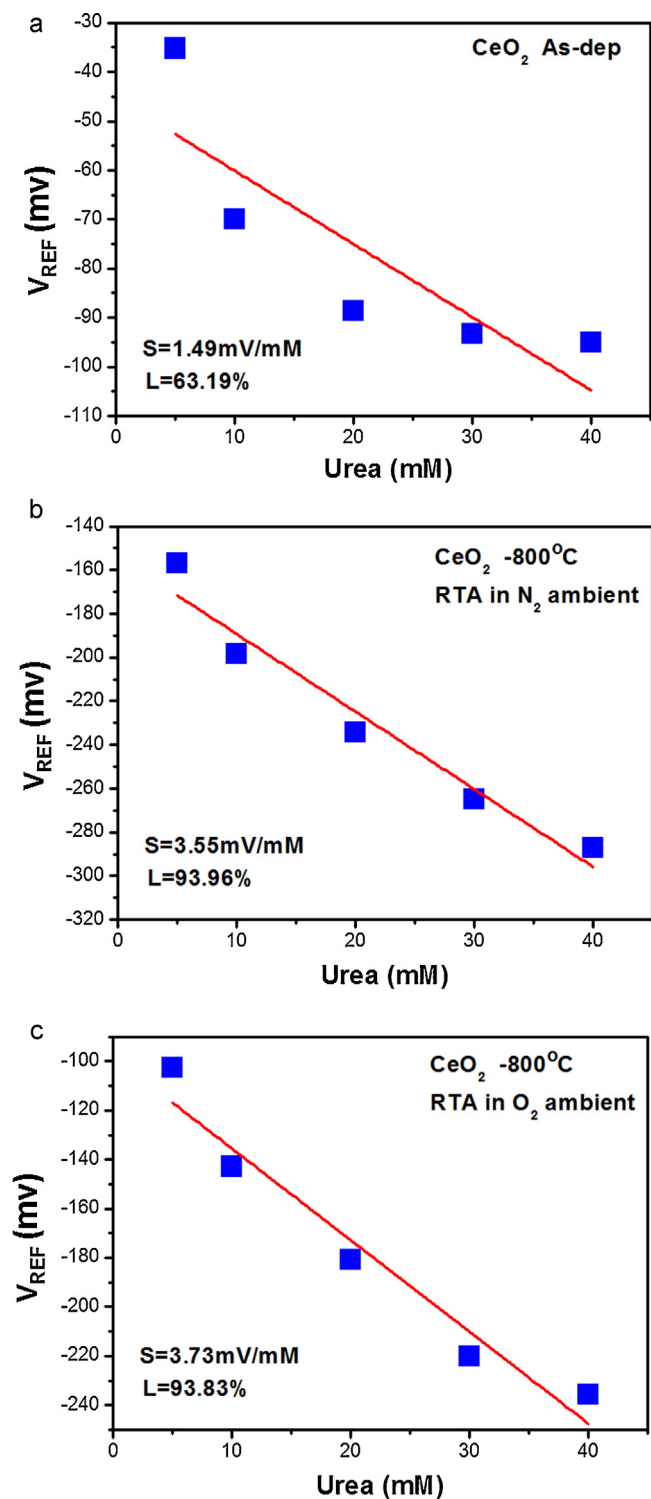 a
CeO2 As-dep
-30
-40
-50
-60
-70
-80
-90
-100
-110
VREF (mv)
S=1.49mV/mM
L=63.19%
0 10 20 30 40
Urea (mM)
b
CeO2 -800OC
RTA in N2 ambient
-140
-160
-180
-200
-220
-240
-260
-280
-300
-320
VREF (mv)
S=3.55mV/mM
L=93.96%
0 10 20 30 40
Urea (mM)
c
CeO2 -800OC
RTA in O2 ambient
-100
-120
-140
-160
-180
-200
-220
-240
VREF (mv)
S=3.73mV/mM
L=93.83%
0 10 20 30 40
Urea (mM)